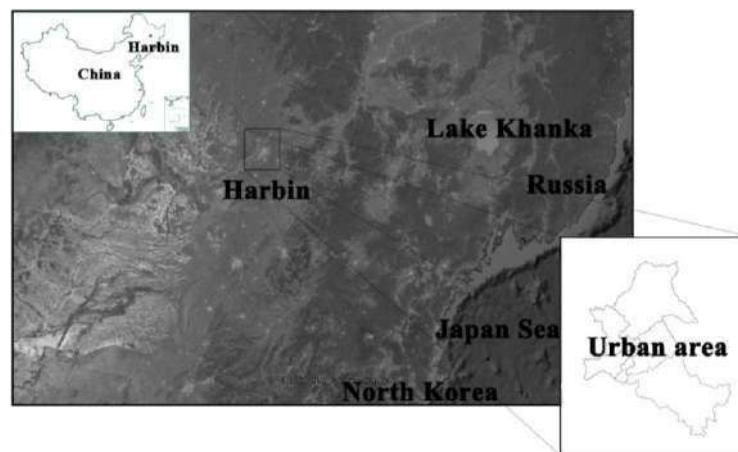 Harbin
China
Lake Khanka
Harbin
Russia
Japan Sea
Urban area
North Korea